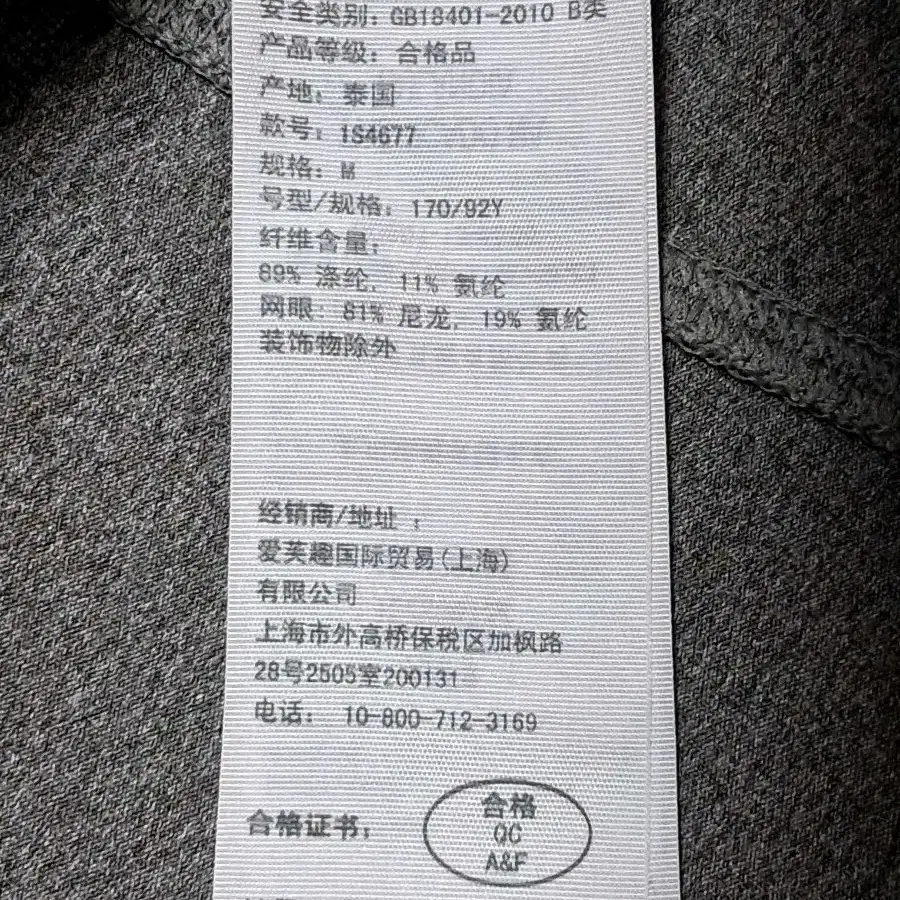 安全类别: GB18401-2010 B类
产品等级: 合格品
产地: 泰国
款号: 1S4677
规格: M
号型/规格: 170/92Y
纤维含量:
89% 涤纶, 11% 氨纶
网眼: 81% 尼龙, 19% 氨纶
装饰物除外
经销商/地址 :
爱芙趣国际贸易(上海)
有限公司
上海市外高桥保税区加枫路
28号2505室200131
电话: 10-800-712-3169
合格证书:
合格
QC
A&F